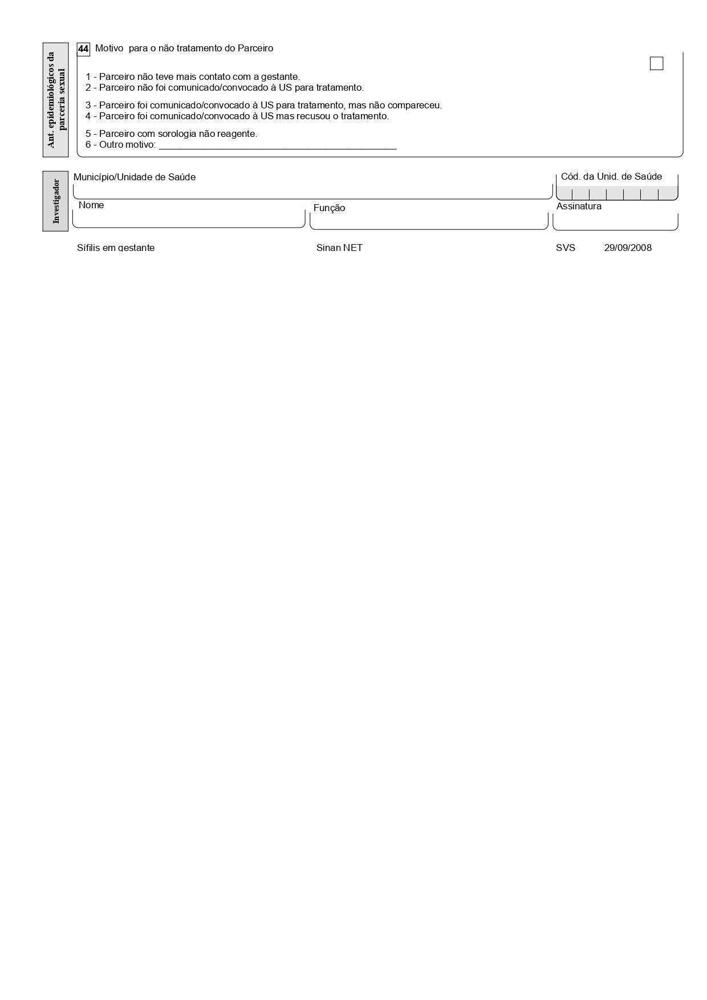 Ant. epidemiológicos da
parceria sexual
44 Motivo para o não tratamento do Parceiro
1 - Parceiro não teve mais contato com a gestante.
2 - Parceiro não foi comunicado/convocado à US para tratamento.
3 - Parceiro foi comunicado/convocado à US para tratamento, mas não compareceu.
4 - Parceiro foi comunicado/convocado à US mas recusou o tratamento.
5 - Parceiro com sorologia não reagente.
6 - Outro motivo: _____________________________________________
Investigador
Município/Unidade de Saúde Cód. da Unid. de Saúde
Nome Função Assinatura
Sífilis em gestante Sinan NET SVS 29/09/2008